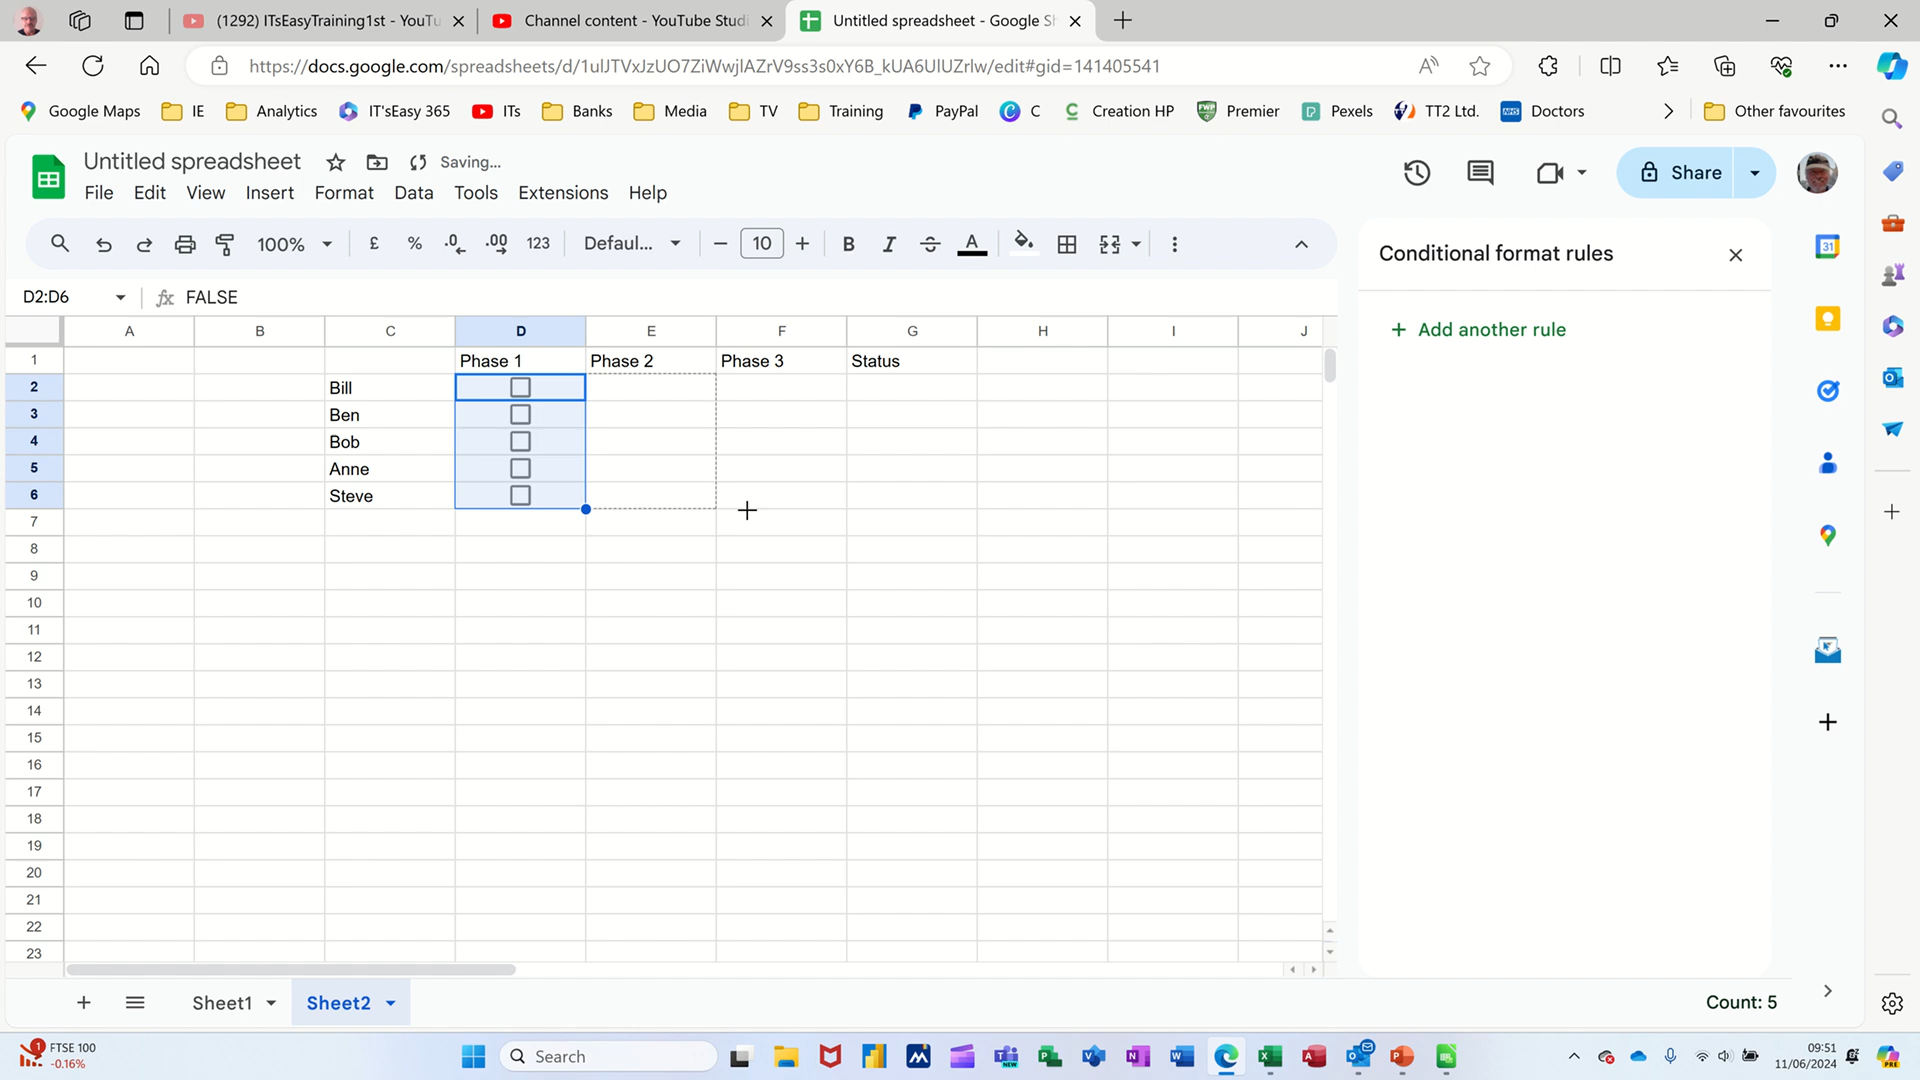 (1292) ITsEasyTraining1st - YouTu
Channel content - YouTube Studi
Untitled spreadsheet - Google Sh
https://docs.google.com/spreadsheets/d/1ulJTVxJzUO7ZiWwjlAZrV9ss3s0xY6B_kUA6UlUZrlw/edit#gid=141405541
Google Maps IE Analytics IT'sEasy 365 ITs Banks Media TV Training PayPal C Creation HP Premier Pexels TT2 Ltd. Doctors Other favourites
Untitled spreadsheet Saving...
File Edit View Insert Format Data Tools Extensions Help
Share
100% £ % .0 .00 123 Defaul... 10 B I A
Conditional format rules
D2:D6 fx FALSE
Add another rule
A B C D E F G H I J
1 Phase 1 Phase 2 Phase 3 Status
2 Bill
3 Ben
4 Bob
5 Anne
6 Steve
7
8
9
10
11
12
13
14
15
16
17
18
19
20
21
22
23
Sheet1 Sheet2 Count: 5
FTSE 100
-0.16%
Search
09:51
11/06/2024